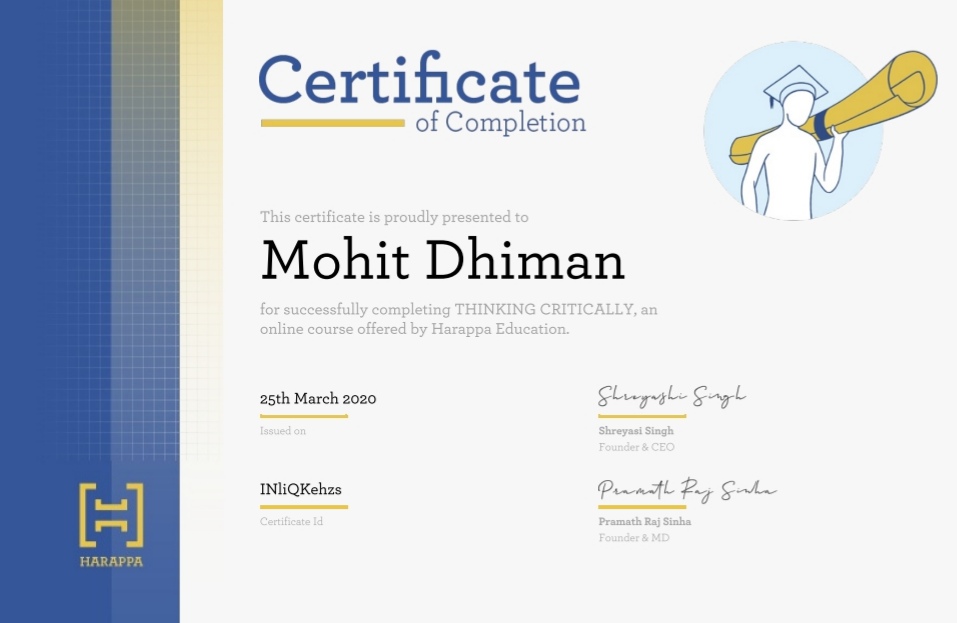 Certificate
of Completion
This certificate is proudly presented to
Mohit Dhiman
for successfully completing THINKING CRITICALLY, an
online course offered by Harappa Education.
25th March 2020
Issued on
Shreyashi Singh
Shreyasi Singh
Founder & CEO
INliQKehzs
Certificate Id
Pramath Raj Sinha
Pramath Raj Sinha
Founder & MD
HARAPPA